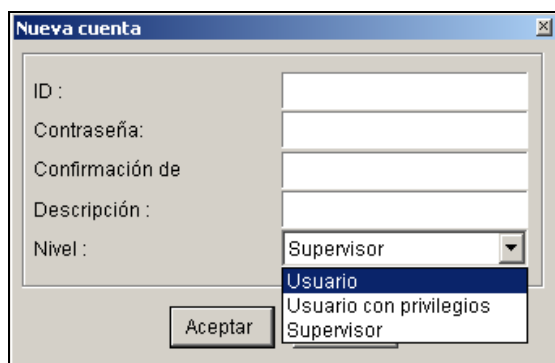 Nueva cuenta
ID :
Contraseña:
Confirmación de
Descripción :
Nivel : Supervisor
Usuario
Usuario con privilegios
Aceptar Supervisor